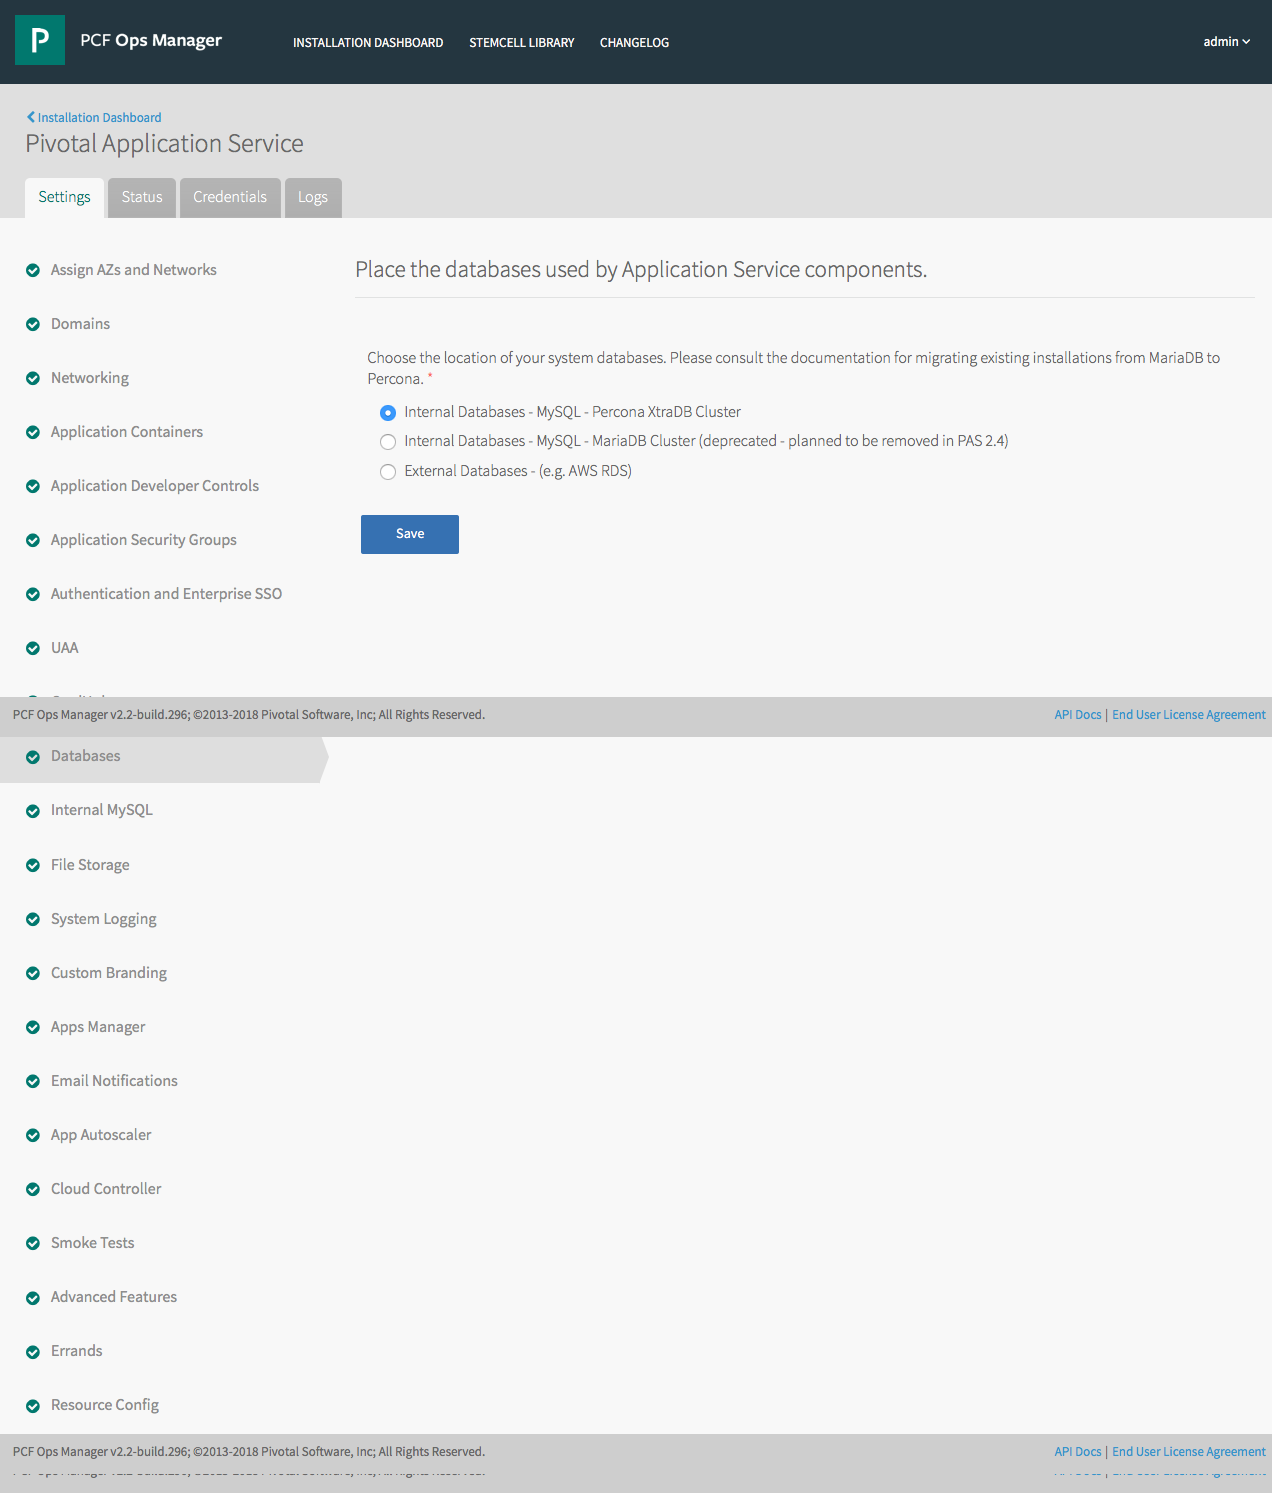 P PCF Ops Manager INSTALLATION DASHBOARD STEMCELL LIBRARY CHANGELOG admin
Installation Dashboard
Pivotal Application Service
Settings Status Credentials Logs
Assign AZs and Networks
Domains
Networking
Application Containers
Application Developer Controls
Application Security Groups
Authentication and Enterprise SSO
UAA
Place the databases used by Application Service components.
Choose the location of your system databases. Please consult the documentation for migrating existing installations from MariaDB to
Percona. *
Internal Databases - MySQL - Percona XtraDB Cluster
Internal Databases - MySQL - MariaDB Cluster (deprecated - planned to be removed in PAS 2.4)
External Databases - (e.g. AWS RDS)
Save
PCF Ops Manager v2.2-build.296; ©2013-2018 Pivotal Software, Inc; All Rights Reserved. API Docs | End User License Agreement
Databases
Internal MySQL
File Storage
System Logging
Custom Branding
Apps Manager
Email Notifications
App Autoscaler
Cloud Controller
Smoke Tests
Advanced Features
Errands
Resource Config
PCF Ops Manager v2.2-build.296; ©2013-2018 Pivotal Software, Inc; All Rights Reserved. API Docs | End User License Agreement